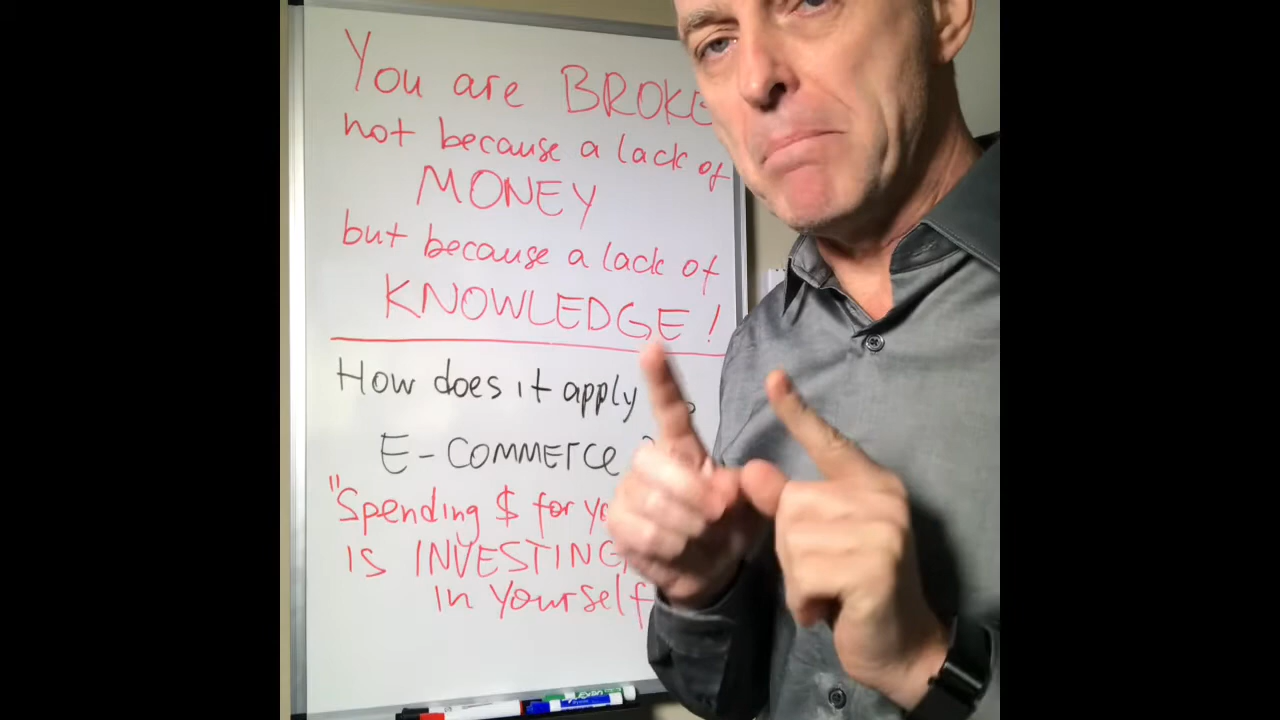 You are BROKE
not because a lack of
MONEY
but because a lack of
KNOWLEDGE!
How does it apply
E-COMMERCE
"Spending $ for
IS INVESTING
in yourself
EXPO